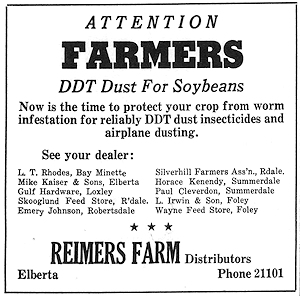 ATTENTION
FARMERS
DDT Dust For Soybeans
Now is the time to protect your crop from worm
infestation for reliably DDT dust insecticides and
airplane dusting.
See your dealer:
L. T. Rhodes, Bay Minette
Mike Kaiser & Sons, Elberta
Gulf Hardware, Loxley
Skooglund Feed Store, R'dale.
Emery Johnson, Robertsdale
Silverhill Farmers Ass'n., Rdale.
Horace Kenendy, Summerdale
Paul Cleverdon, Summerdale
L. Irwin & Son, Foley
Wayne Feed Store, Foley
★ ★ ★
REIMERS FARM Distributors
Elberta Phone 21101